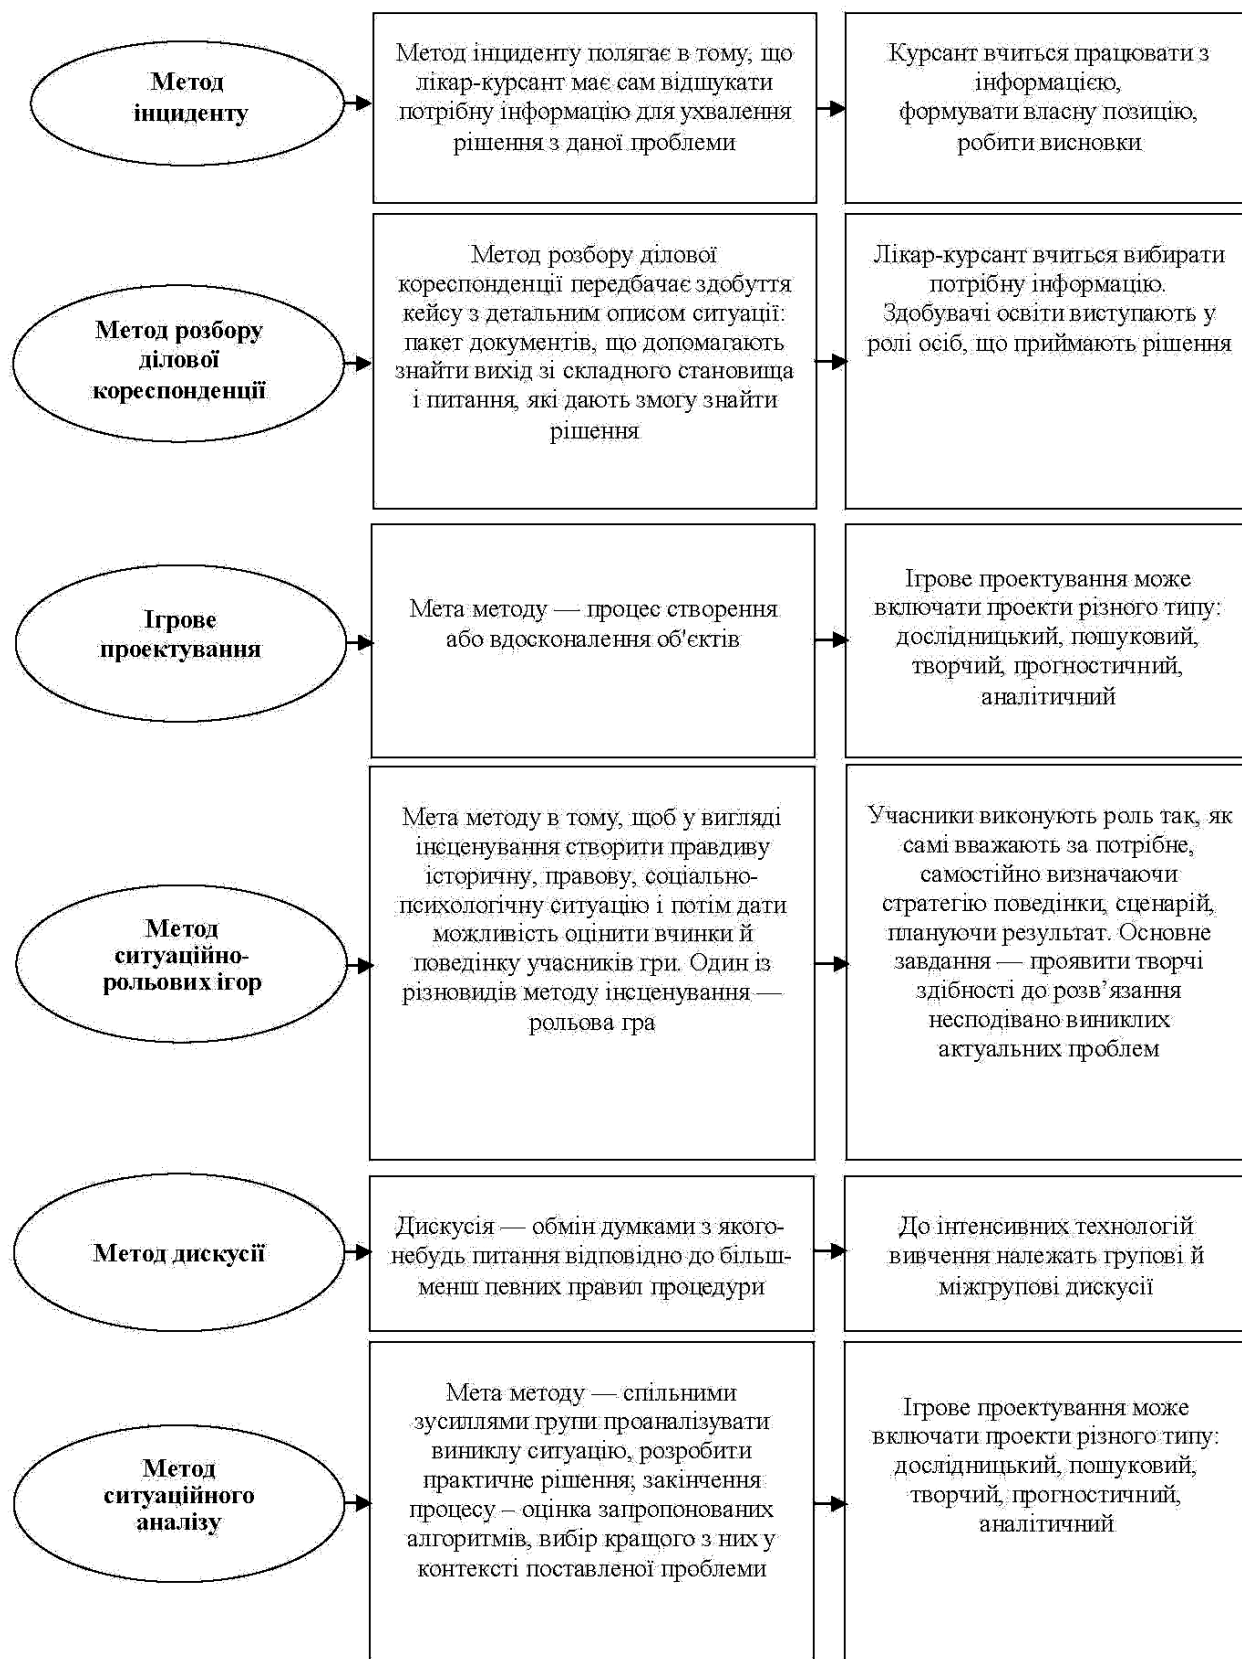 Метод
інциденту
Метод інциденту полягає в тому, що
лікар-курсант має сам відшукати
потрібну інформацію для ухвалення
рішення з даної проблеми
Курсант вчиться працювати з
інформацією,
формувати власну позицію,
робити висновки
Метод розбору
ділової
кореспонденції
Метод розбору ділової
кореспонденції передбачає здобуття
кейсу з детальним описом ситуації:
пакет документів, що допомагають
знайти вихід зі складного становища
і питання, які дають змогу знайти
рішення
Лікар-курсант вчиться вибирати
потрібну інформацію.
Здобувачі освіти виступають у
ролі осіб, що приймають рішення
Ігрове
проектування
Мета методу — процес створення
або вдосконалення об'єктів
Ігрове проектування може
включати проекти різного типу:
дослідницький, пошуковий,
творчий, прогностичний,
аналітичний
Метод
ситуаційно-
рольових ігор
Мета методу в тому, щоб у вигляді
інсценування створити правдиву
історичну, правову, соціально-
психологічну ситуацію і потім дати
можливість оцінити вчинки й
поведінку учасників гри. Один із
різновидів методу інсценування —
рольова гра
Учасники виконують роль так, як
самі вважають за потрібне,
самостійно визначаючи
стратегію поведінки, сценарій,
плануючи результат. Основне
завдання — проявити творчі
здібності до розв’язання
несподівано виниклих
актуальних проблем
Метод дискусії
Дискусія — обмін думками з якого-
небудь питання відповідно до більш-
менш певних правил процедури
До інтенсивних технологій
вивчення належать групові й
міжгрупові дискусії
Метод
ситуаційного
аналізу
Мета методу — спільними
зусиллями групи проаналізувати
виниклу ситуацію, розробити
практичне рішення; закінчення
процесу – оцінка запропонованих
алгоритмів, вибір кращого з них у
контексті поставленої проблеми
Ігрове проектування може
включати проекти різного типу:
дослідницький, пошуковий,
творчий, прогностичний,
аналітичний